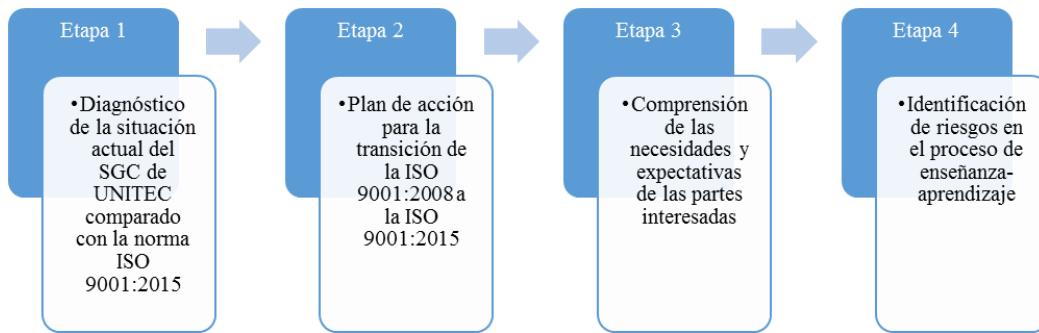 Etapa 1
•Diagnóstico
de la situación
actual del
SGC de
UNITEC
comparado
con la norma
ISO
9001:2015
Etapa 2
•Plan de acción
para la
transición de
la ISO
9001:2008 a
la ISO
9001:2015
Etapa 3
•Comprensión
de las
necesidades y
expectativas
de las partes
interesadas
Etapa 4
•Identificación
de riesgos en
el proceso de
enseñanza-
aprendizaje